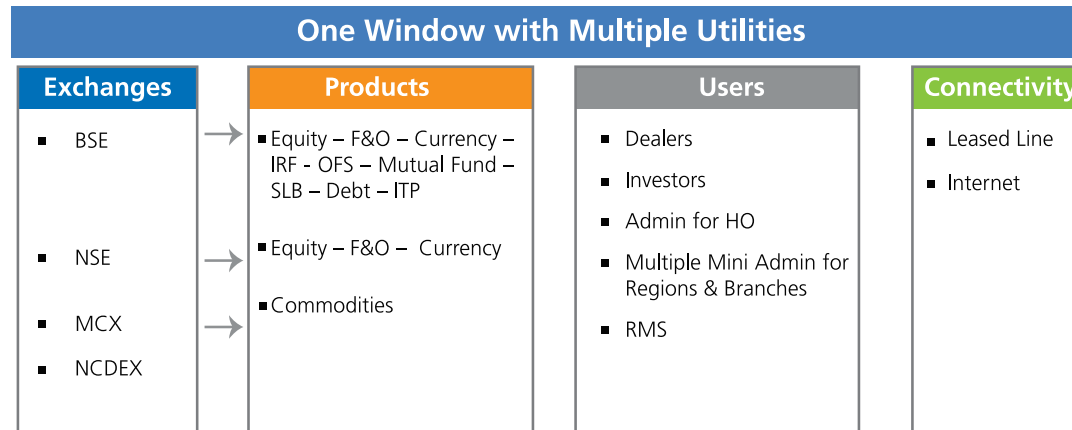 One Window with Multiple Utilities
Exchanges
BSE
NSE
MCX
NCDEX
Products
Equity – F&O – Currency –
IRF - OFS – Mutual Fund –
SLB – Debt – ITP
Equity – F&O – Currency
Commodities
Users
Dealers
Investors
Admin for HO
Multiple Mini Admin for
Regions & Branches
RMS
Connectivity
Leased Line
Internet